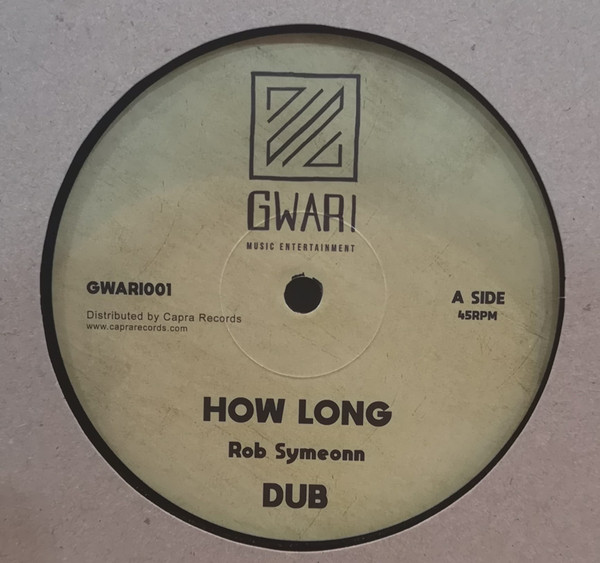 GWARI
MUSIC ENTERTAINMENT
GWARI001
A SIDE
45RPM
Distributed by Capra Records
www.caprarecords.com
HOW LONG
Rob Symeonn
DUB